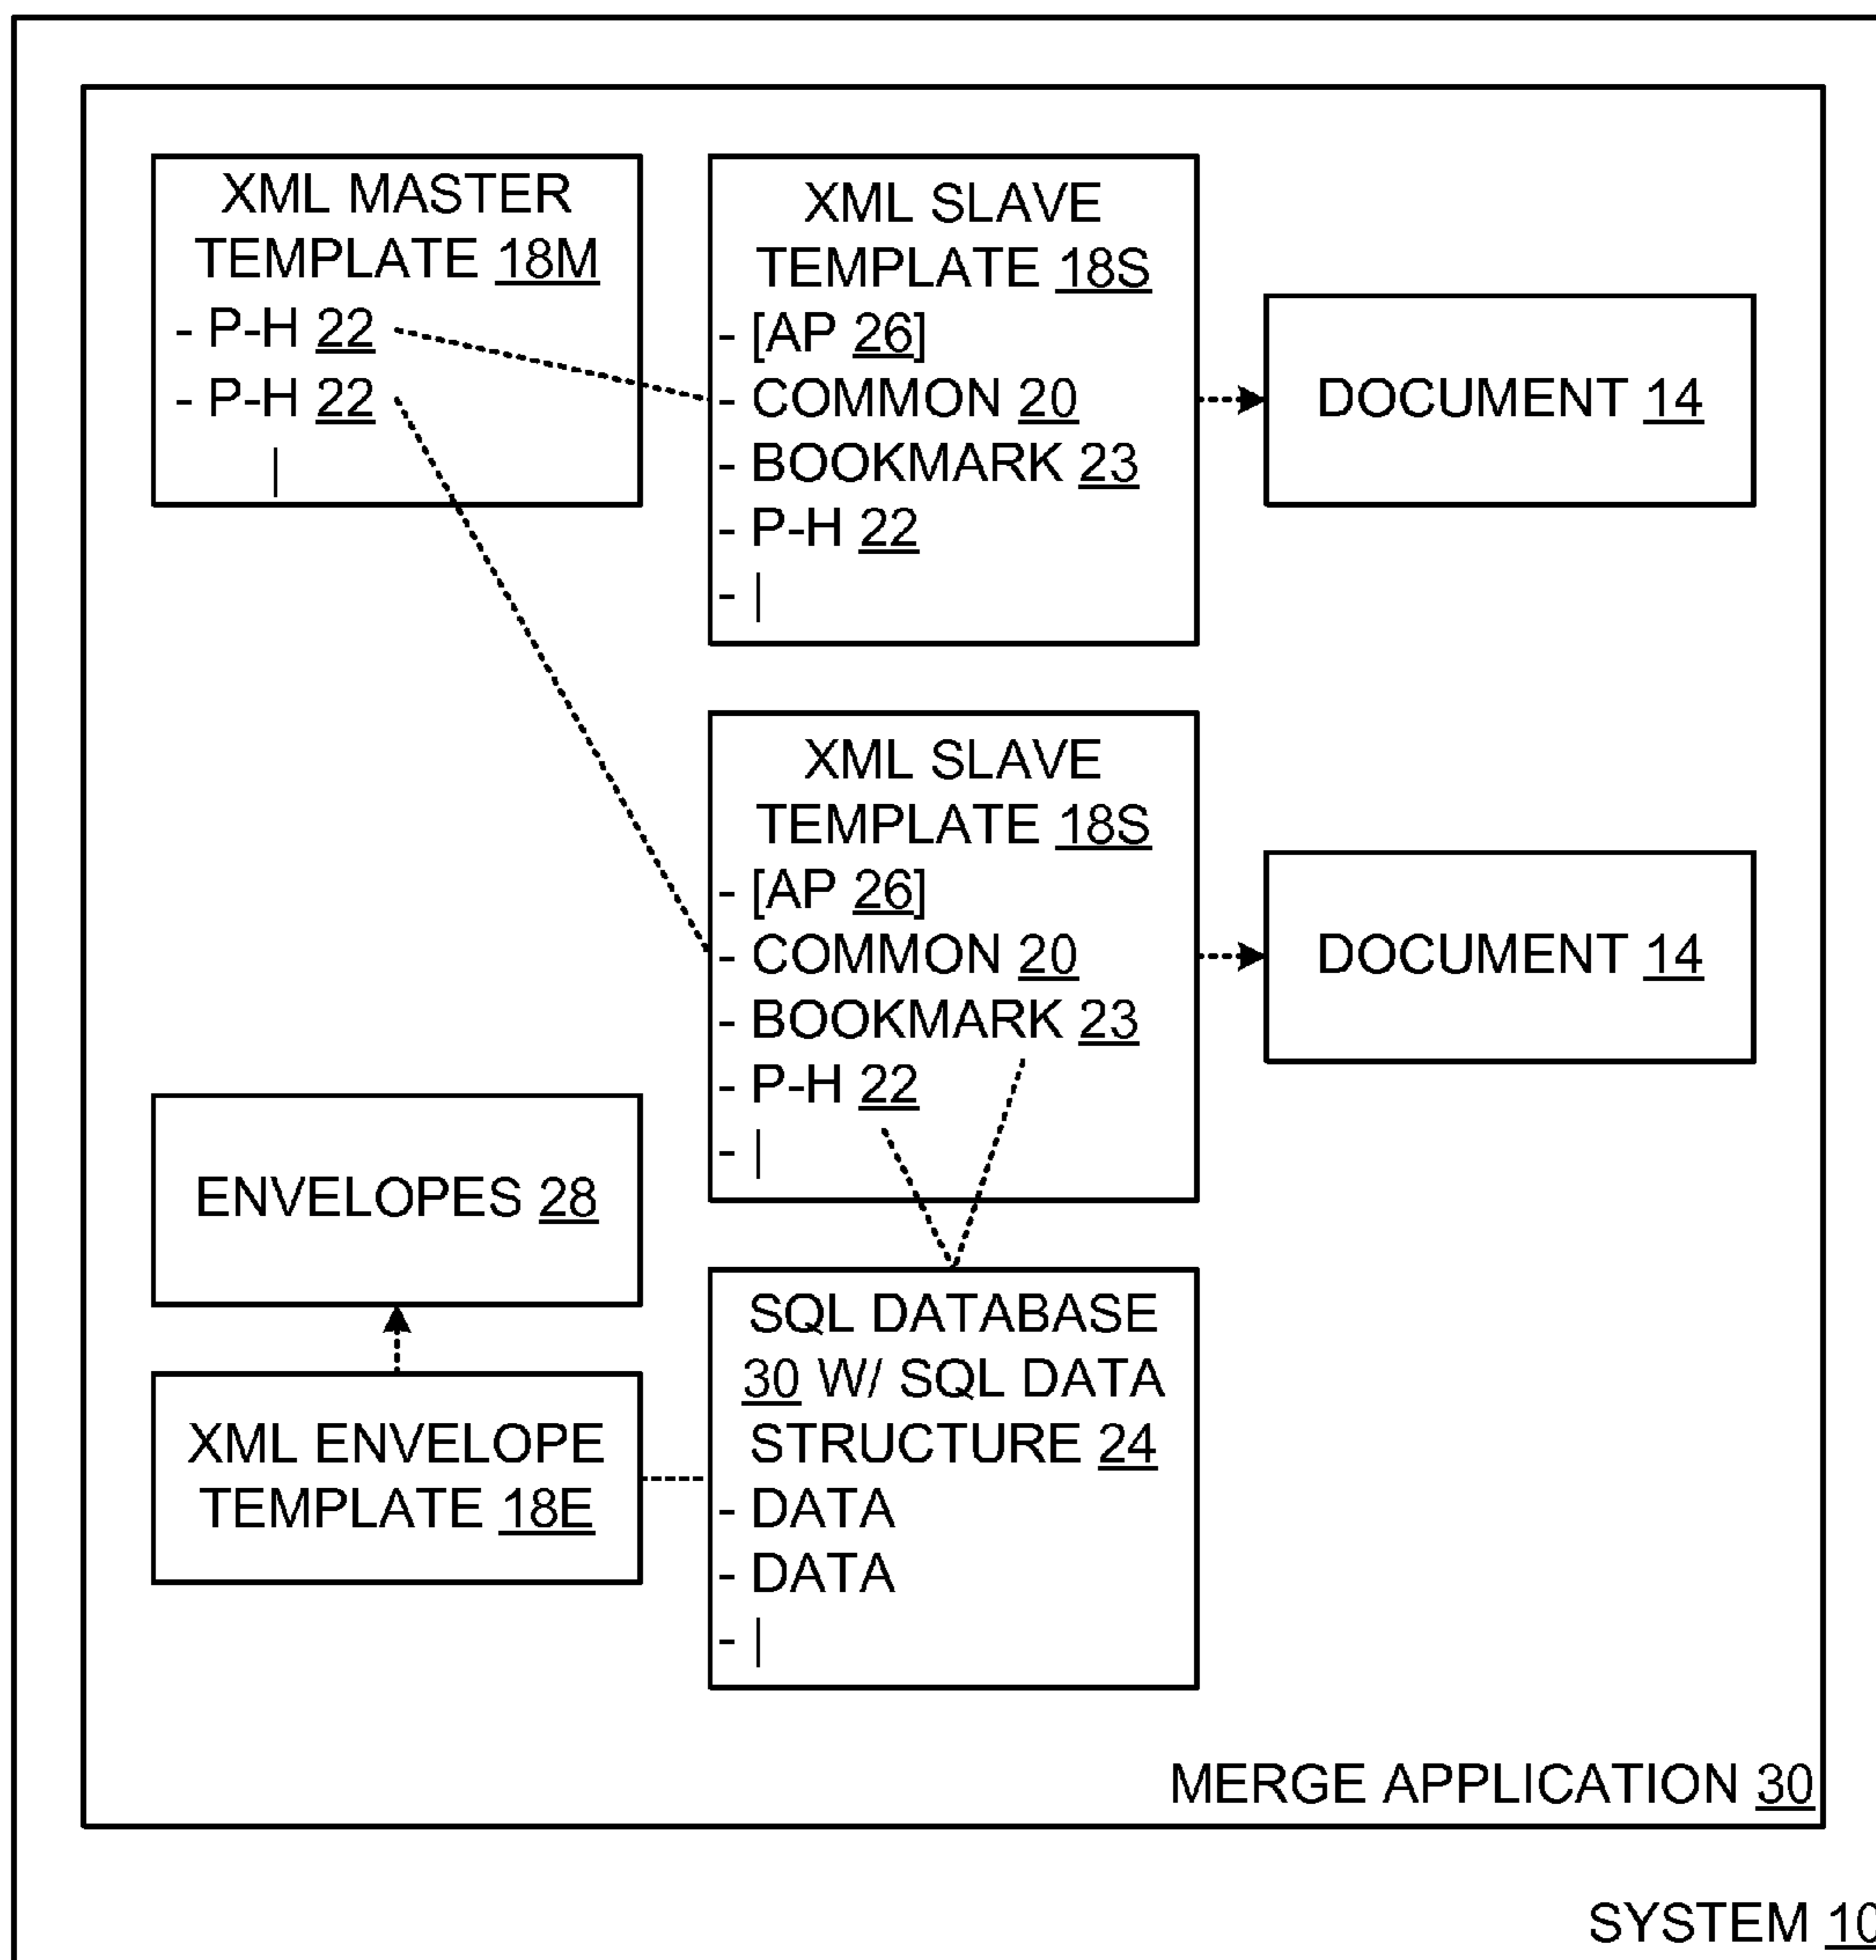 XML MASTER
TEMPLATE 18M
- P-H 22
- P-H 22
|
XML SLAVE
TEMPLATE 18S
- [AP 26]
- COMMON 20
- BOOKMARK 23
- P-H 22
- |
DOCUMENT 14
XML SLAVE
TEMPLATE 18S
- [AP 26]
- COMMON 20
- BOOKMARK 23
- P-H 22
- |
DOCUMENT 14
ENVELOPES 28
XML ENVELOPE
TEMPLATE 18E
SQL DATABASE
30 W/ SQL DATA
STRUCTURE 24
- DATA
- DATA
- |
MERGE APPLICATION 30
SYSTEM 10